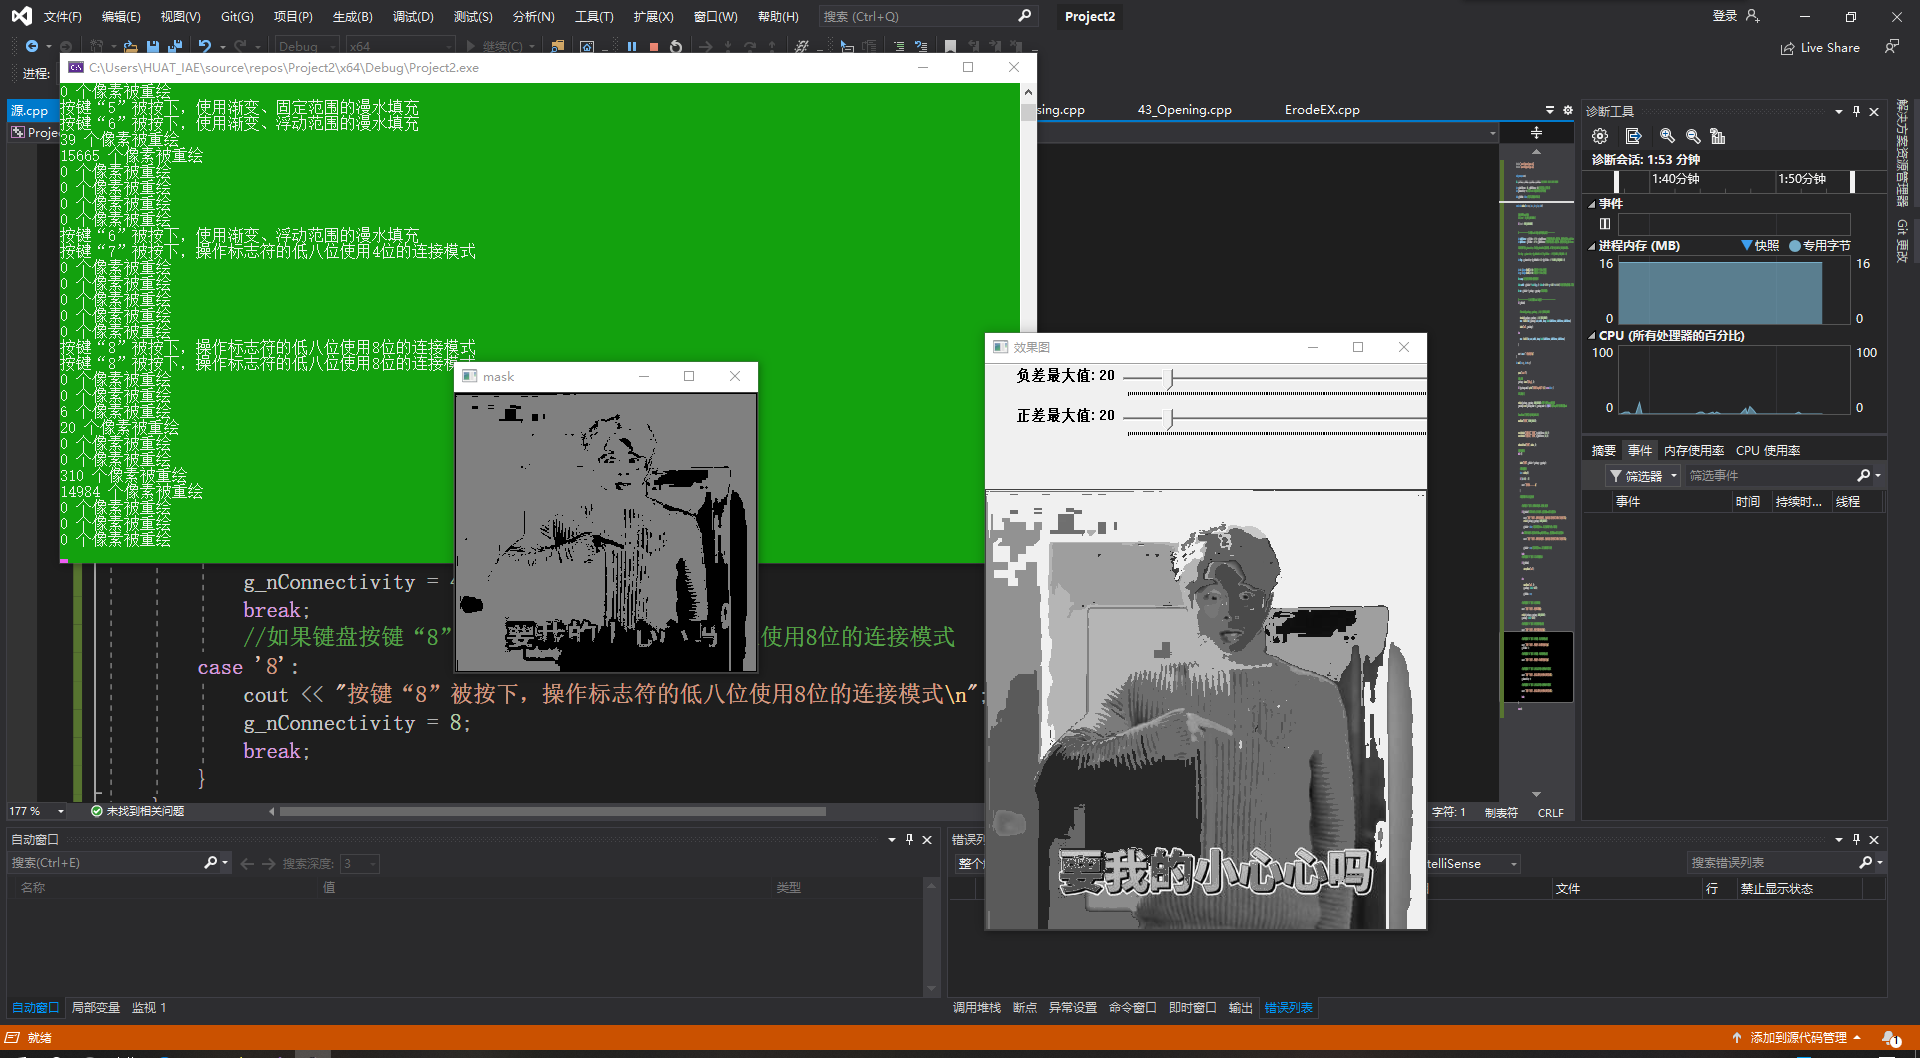 文件(F) 编辑(E) 视图(V) Git(G) 项目(P) 生成(B) 调试(D) 测试(S) 分析(N) 工具(T) 扩展(X) 窗口(W) 帮助(H) 搜索 (Ctrl+Q) Project2 登录
Debug x64 继续(C) Live Share
进程: C:\Users\HUAT_IAE\source\repos\Project2\x64\Debug\Project2.exe
源.cpp sing.cpp 43_Opening.cpp ErodeEX.cpp
Proje
0 个像素被重绘
按键“5”被按下，使用渐变、固定范围的漫水填充
按键“6”被按下，使用渐变、浮动范围的漫水填充
39 个像素被重绘
15665 个像素被重绘
0 个像素被重绘
0 个像素被重绘
0 个像素被重绘
0 个像素被重绘
按键“6”被按下，使用渐变、浮动范围的漫水填充
按键“7”被按下，操作标志符的低八位使用4位的连接模式
0 个像素被重绘
0 个像素被重绘
0 个像素被重绘
0 个像素被重绘
0 个像素被重绘
按键“8”被按下，操作标志符的低八位使用8位的连接模式
按键“8”被按下，操作标志符的低八位使用8位的连接模
0 个像素被重绘
0 个像素被重绘
6 个像素被重绘
20 个像素被重绘
0 个像素被重绘
0 个像素被重绘
310 个像素被重绘
14984 个像素被重绘
0 个像素被重绘
0 个像素被重绘
0 个像素被重绘
mask
要我的小心心吗
效果图
负差最大值: 20
正差最大值: 20
要我的小心心吗
g_nConnectivity =
break;
//如果键盘按键“8” 使用8位的连接模式
case '8':
cout << "按键“8”被按下，操作标志符的低八位使用8位的连接模式\n";
g_nConnectivity = 8;
break;
}
177 % 未找到相关问题 字符: 1 制表符 CRLF
诊断工具
诊断会话: 1:53 分钟
1:40分钟 1:50分钟
事件
进程内存 (MB) 快照 专用字节
16 16
0 0
CPU (所有处理器的百分比)
100 100
0 0
摘要 事件 内存使用率 CPU 使用率
筛选器 筛选事件
事件 时间 持续时... 线程
解决方案资源管理器
Git 更改
自动窗口
搜索(Ctrl+E) 搜索深度: 3
名称 值 类型
自动窗口 局部变量 监视 1
错误列
整个 telliSense 搜索错误列表
文件 行 禁止显示状态
调用堆栈 断点 异常设置 命令窗口 即时窗口 输出 错误列表
就绪 添加到源代码管理 1